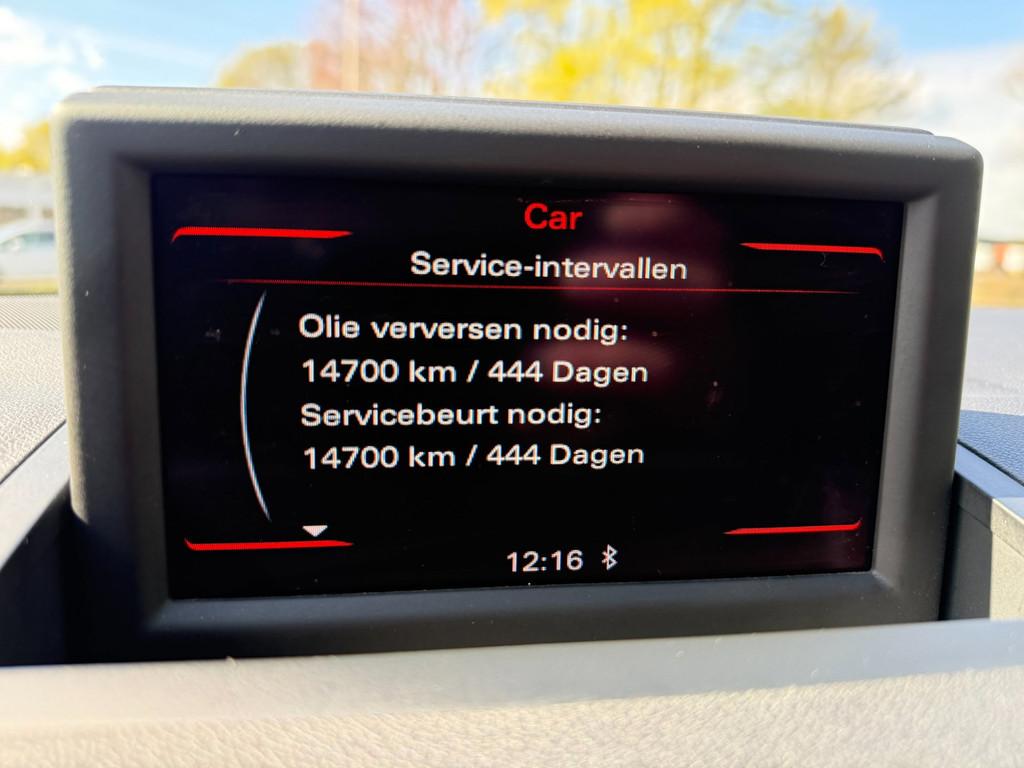 Car
Service-intervallen
Olie verversen nodig:
14700 km / 444 Dagen
Servicebeurt nodig:
14700 km / 444 Dagen
12:16